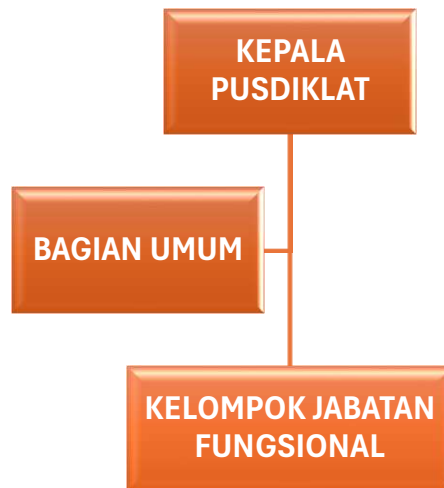 KEPALA
PUSDIKLAT
BAGIAN UMUM
KELOMPOK JABATAN
FUNGSIONAL